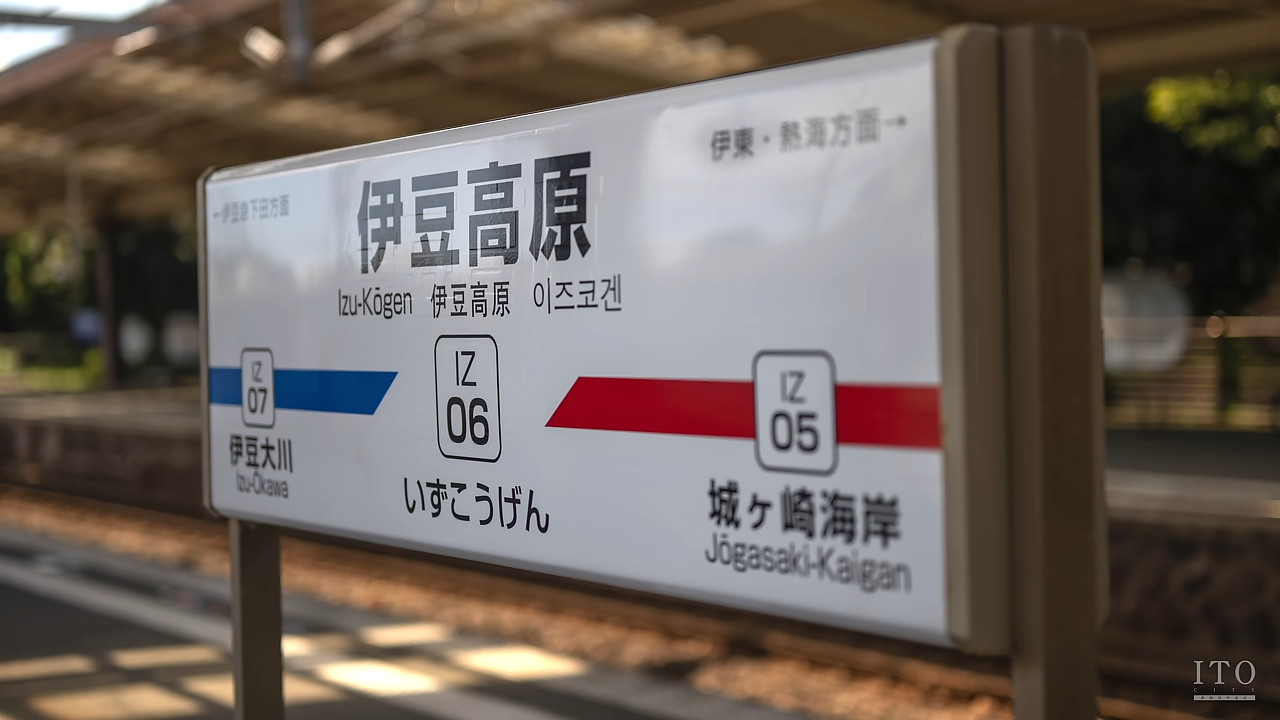 ←伊豆急下田方面
伊東・熱海方面→
伊豆高原
Izu-Kōgen 伊豆高原 이즈코겐
IZ
07
IZ
06
IZ
05
伊豆大川
Izu-Ōkawa
いずこうげん
城ヶ崎海岸
Jōgasaki-Kaigan
ITO
CITY